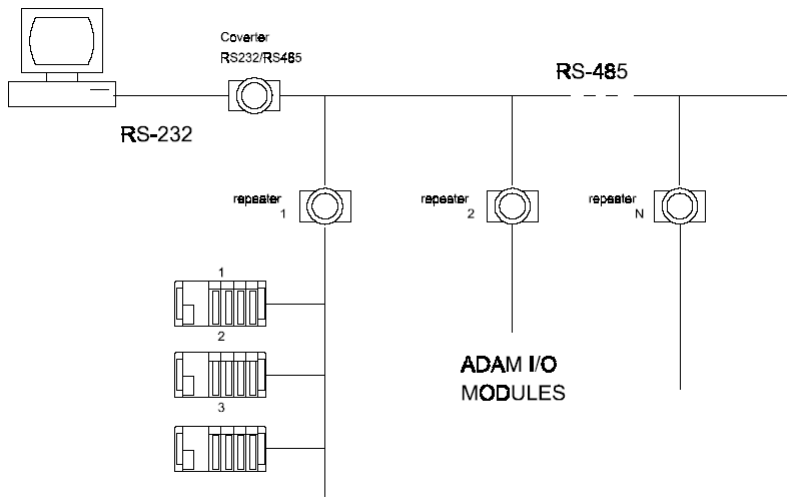 Coverter
RS232/RS485
RS-485
RS-232
repeater
1
repeater
2
repeater
N
1
2
3
ADAM I/O
MODULES